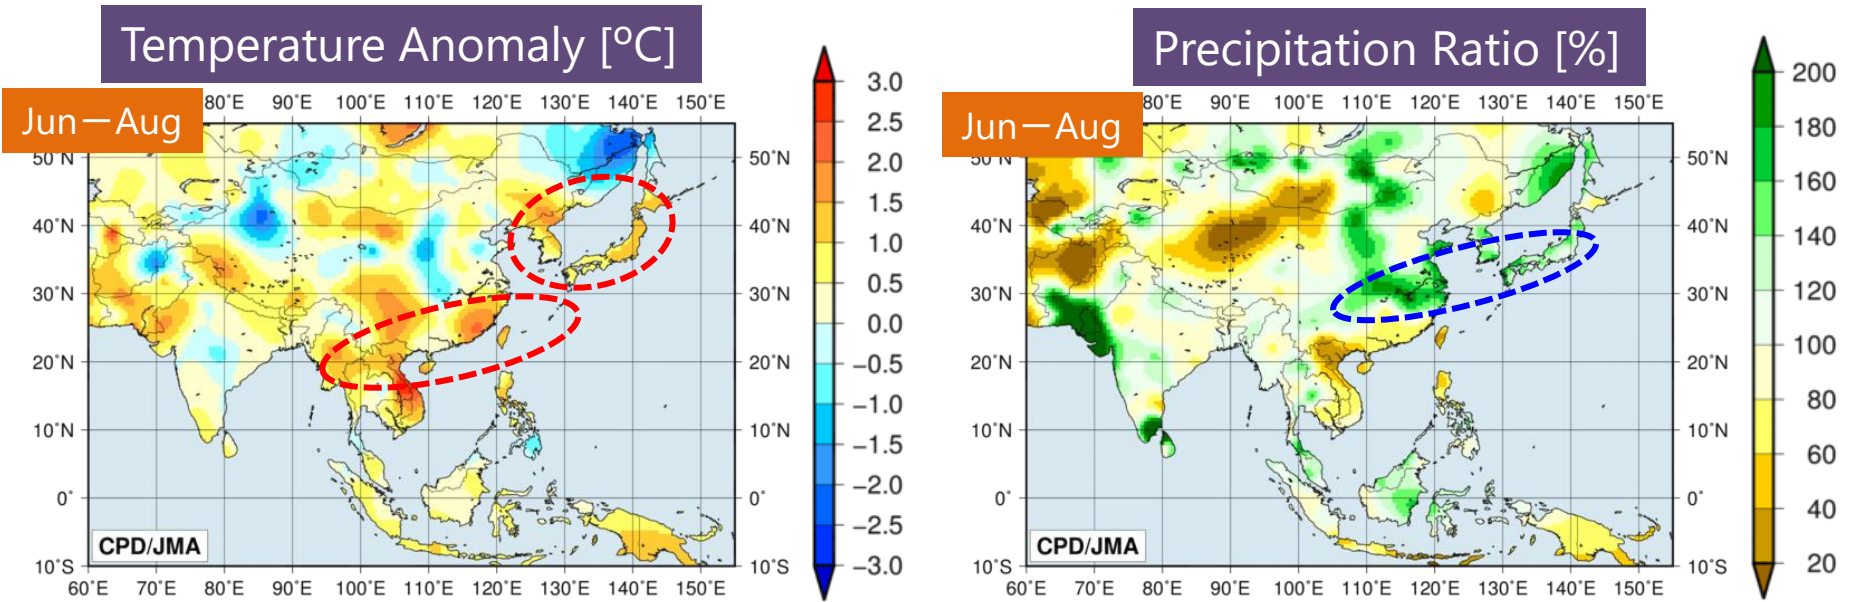 Temperature Anomaly [ºC]
Precipitation Ratio [%]
Jun－Aug
80˚E 90˚E 100˚E 110˚E 120˚E 130˚E 140˚E 150˚E
50˚N
40˚N
30˚N
20˚N
10˚N
0˚
10˚S
50˚N
40˚N
30˚N
20˚N
10˚N
0˚
10˚S
CPD/JMA
60˚E 70˚E 80˚E 90˚E 100˚E 110˚E 120˚E 130˚E 140˚E 150˚E
3.0
2.5
2.0
1.5
1.0
0.5
0.0
−0.5
−1.0
−1.5
−2.0
−2.5
−3.0
Jun－Aug
80˚E 90˚E 100˚E 110˚E 120˚E 130˚E 140˚E 150˚E
50˚N
40˚N
30˚N
20˚N
10˚N
0˚
10˚S
50˚N
40˚N
30˚N
20˚N
10˚N
0˚
10˚S
CPD/JMA
60˚E 70˚E 80˚E 90˚E 100˚E 110˚E 120˚E 130˚E 140˚E 150˚E
200
180
160
140
120
100
80
60
40
20